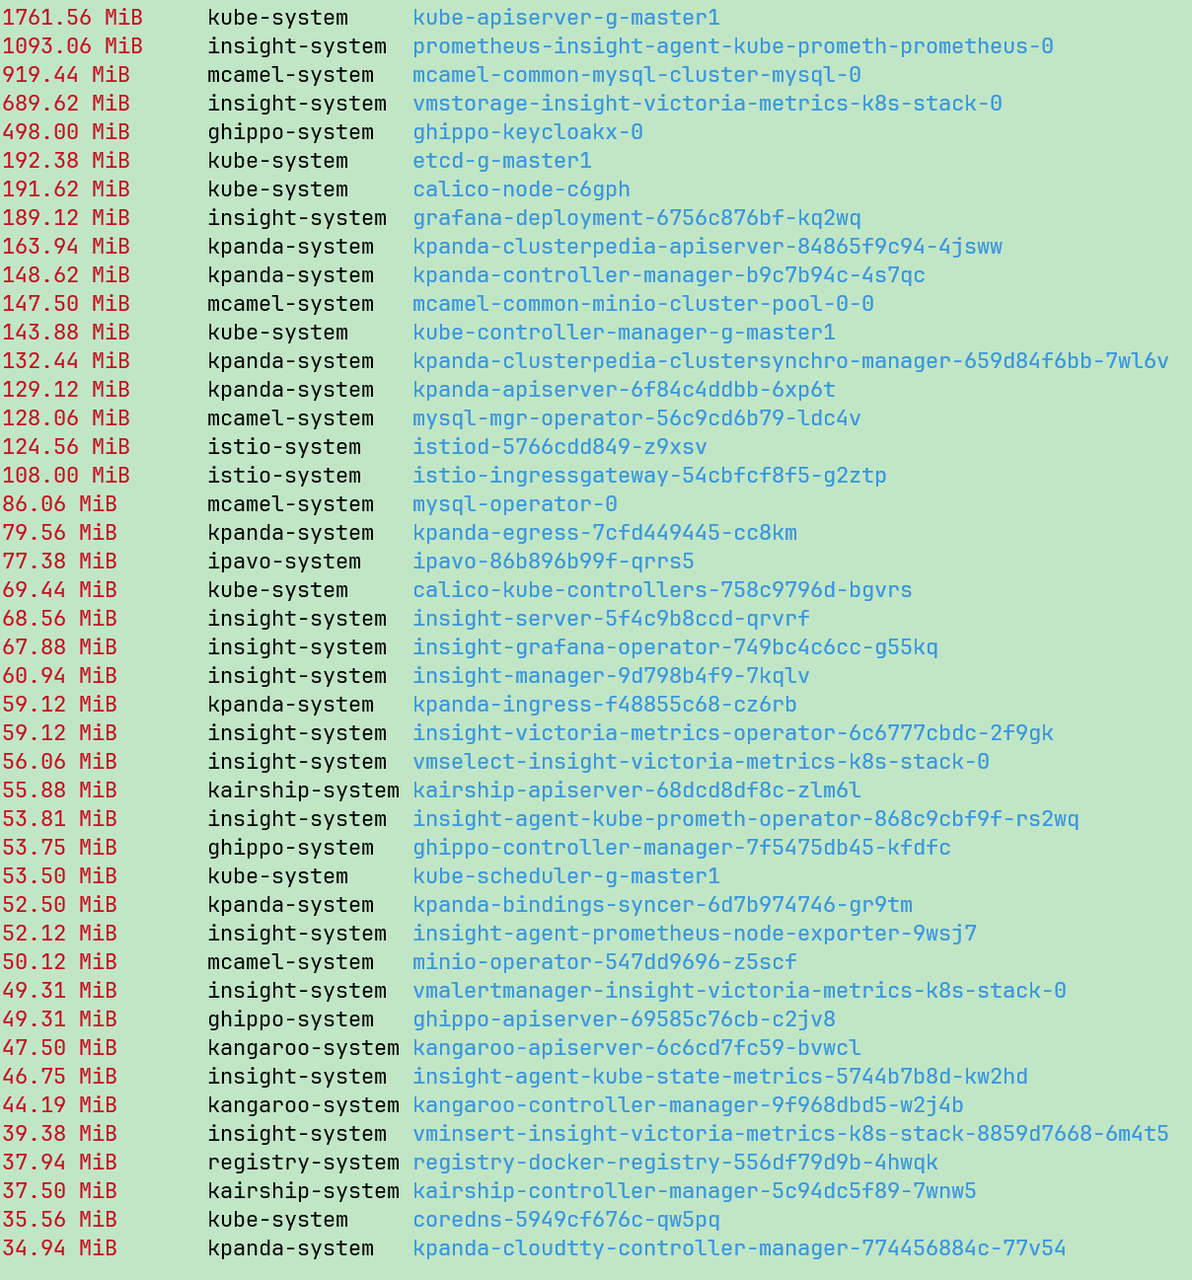 1761.56 MiB kube-system kube-apiserver-g-master1
1093.06 MiB insight-system prometheus-insight-agent-kube-prometh-prometheus-0
919.44 MiB mcamel-system mcamel-common-mysql-cluster-mysql-0
689.62 MiB insight-system vmstorage-insight-victoria-metrics-k8s-stack-0
498.00 MiB ghippo-system ghippo-keycloakx-0
192.38 MiB kube-system etcd-g-master1
191.62 MiB kube-system calico-node-c6gph
189.12 MiB insight-system grafana-deployment-6756c876bf-kq2wq
163.94 MiB kpanda-system kpanda-clusterpedia-apiserver-84865f9c94-4jsww
148.62 MiB kpanda-system kpanda-controller-manager-b9c7b94c-4s7qc
147.50 MiB mcamel-system mcamel-common-minio-cluster-pool-0-0
143.88 MiB kube-system kube-controller-manager-g-master1
132.44 MiB kpanda-system kpanda-clusterpedia-clustersynchro-manager-659d84f6bb-7wl6v
129.12 MiB kpanda-system kpanda-apiserver-6f84c4ddbb-6xp6t
128.06 MiB mcamel-system mysql-mgr-operator-56c9cd6b79-ldc4v
124.56 MiB istio-system istiod-5766cdd849-z9xsv
108.00 MiB istio-system istio-ingressgateway-54cbfcf8f5-g2ztp
86.06 MiB mcamel-system mysql-operator-0
79.56 MiB kpanda-system kpanda-egress-7cfd449445-cc8km
77.38 MiB ipavo-system ipavo-86b896b99f-qrrs5
69.44 MiB kube-system calico-kube-controllers-758c9796d-bgvrs
68.56 MiB insight-system insight-server-5f4c9b8ccd-qrvrf
67.88 MiB insight-system insight-grafana-operator-749bc4c6cc-g55kq
60.94 MiB insight-system insight-manager-9d798b4f9-7kqlv
59.12 MiB kpanda-system kpanda-ingress-f48855c68-cz6rb
59.12 MiB insight-system insight-victoria-metrics-operator-6c6777cbdc-2f9gk
56.06 MiB insight-system vmselect-insight-victoria-metrics-k8s-stack-0
55.88 MiB kairship-system kairship-apiserver-68dcd8df8c-zlm6l
53.81 MiB insight-system insight-agent-kube-prometh-operator-868c9cbf9f-rs2wq
53.75 MiB ghippo-system ghippo-controller-manager-7f5475db45-kfdfc
53.50 MiB kube-system kube-scheduler-g-master1
52.50 MiB kpanda-system kpanda-bindings-syncer-6d7b974746-gr9tm
52.12 MiB insight-system insight-agent-prometheus-node-exporter-9wsj7
50.12 MiB mcamel-system minio-operator-547dd9696-z5scf
49.31 MiB insight-system vmalertmanager-insight-victoria-metrics-k8s-stack-0
49.31 MiB ghippo-system ghippo-apiserver-69585c76cb-c2jv8
47.50 MiB kangaroo-system kangaroo-apiserver-6c6cd7fc59-bvwcl
46.75 MiB insight-system insight-agent-kube-state-metrics-5744b7b8d-kw2hd
44.19 MiB kangaroo-system kangaroo-controller-manager-9f968dbd5-w2j4b
39.38 MiB insight-system vminsert-insight-victoria-metrics-k8s-stack-8859d7668-6m4t5
37.94 MiB registry-system registry-docker-registry-556df79d9b-4hwqk
37.50 MiB kairship-system kairship-controller-manager-5c94dc5f89-7wnw5
35.56 MiB kube-system coredns-5949cf676c-qw5pq
34.94 MiB kpanda-system kpanda-cloudtty-controller-manager-774456884c-77v54